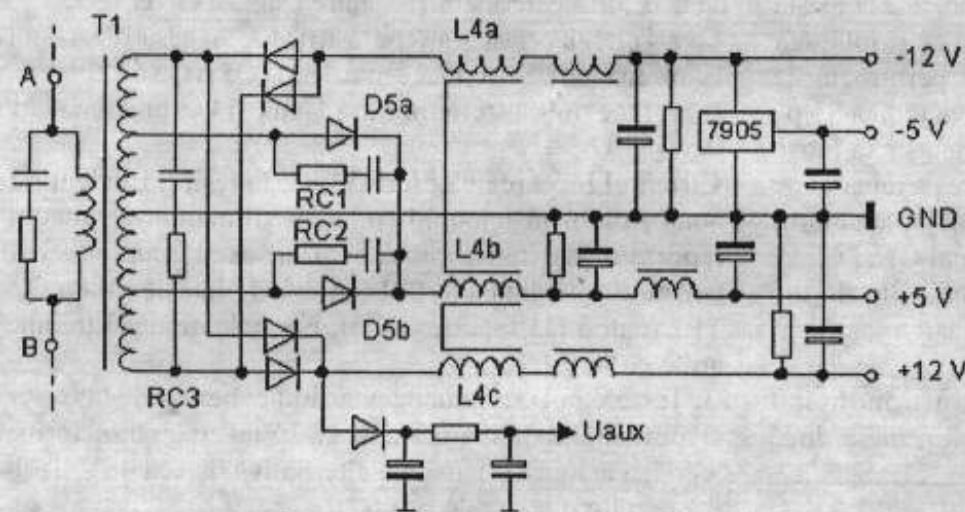 T1
L4a
-12 V
A
D5a
7905
-5 V
RC1
GND
RC2
L4b
+5 V
B
D5b
RC3
L4c
+12 V
Uaux